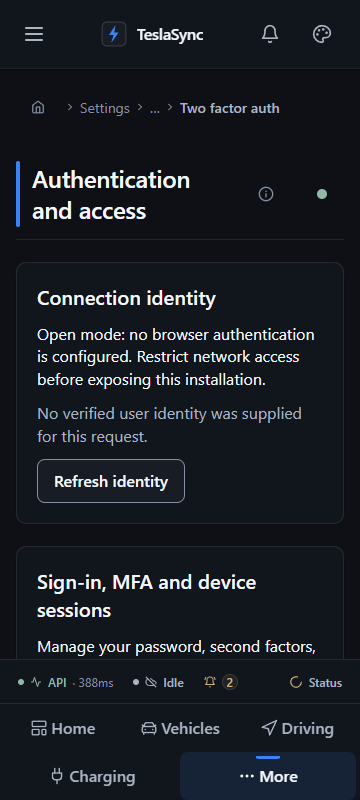 TeslaSync
Settings
...
Two factor auth
Authentication
and access
Connection identity
Open mode: no browser authentication
is configured. Restrict network access
before exposing this installation.
No verified user identity was supplied
for this request.
Refresh identity
Sign-in, MFA and device
sessions
Manage your password, second factors,
API · 388ms
Idle
2
Status
Home
Vehicles
Driving
Charging
More